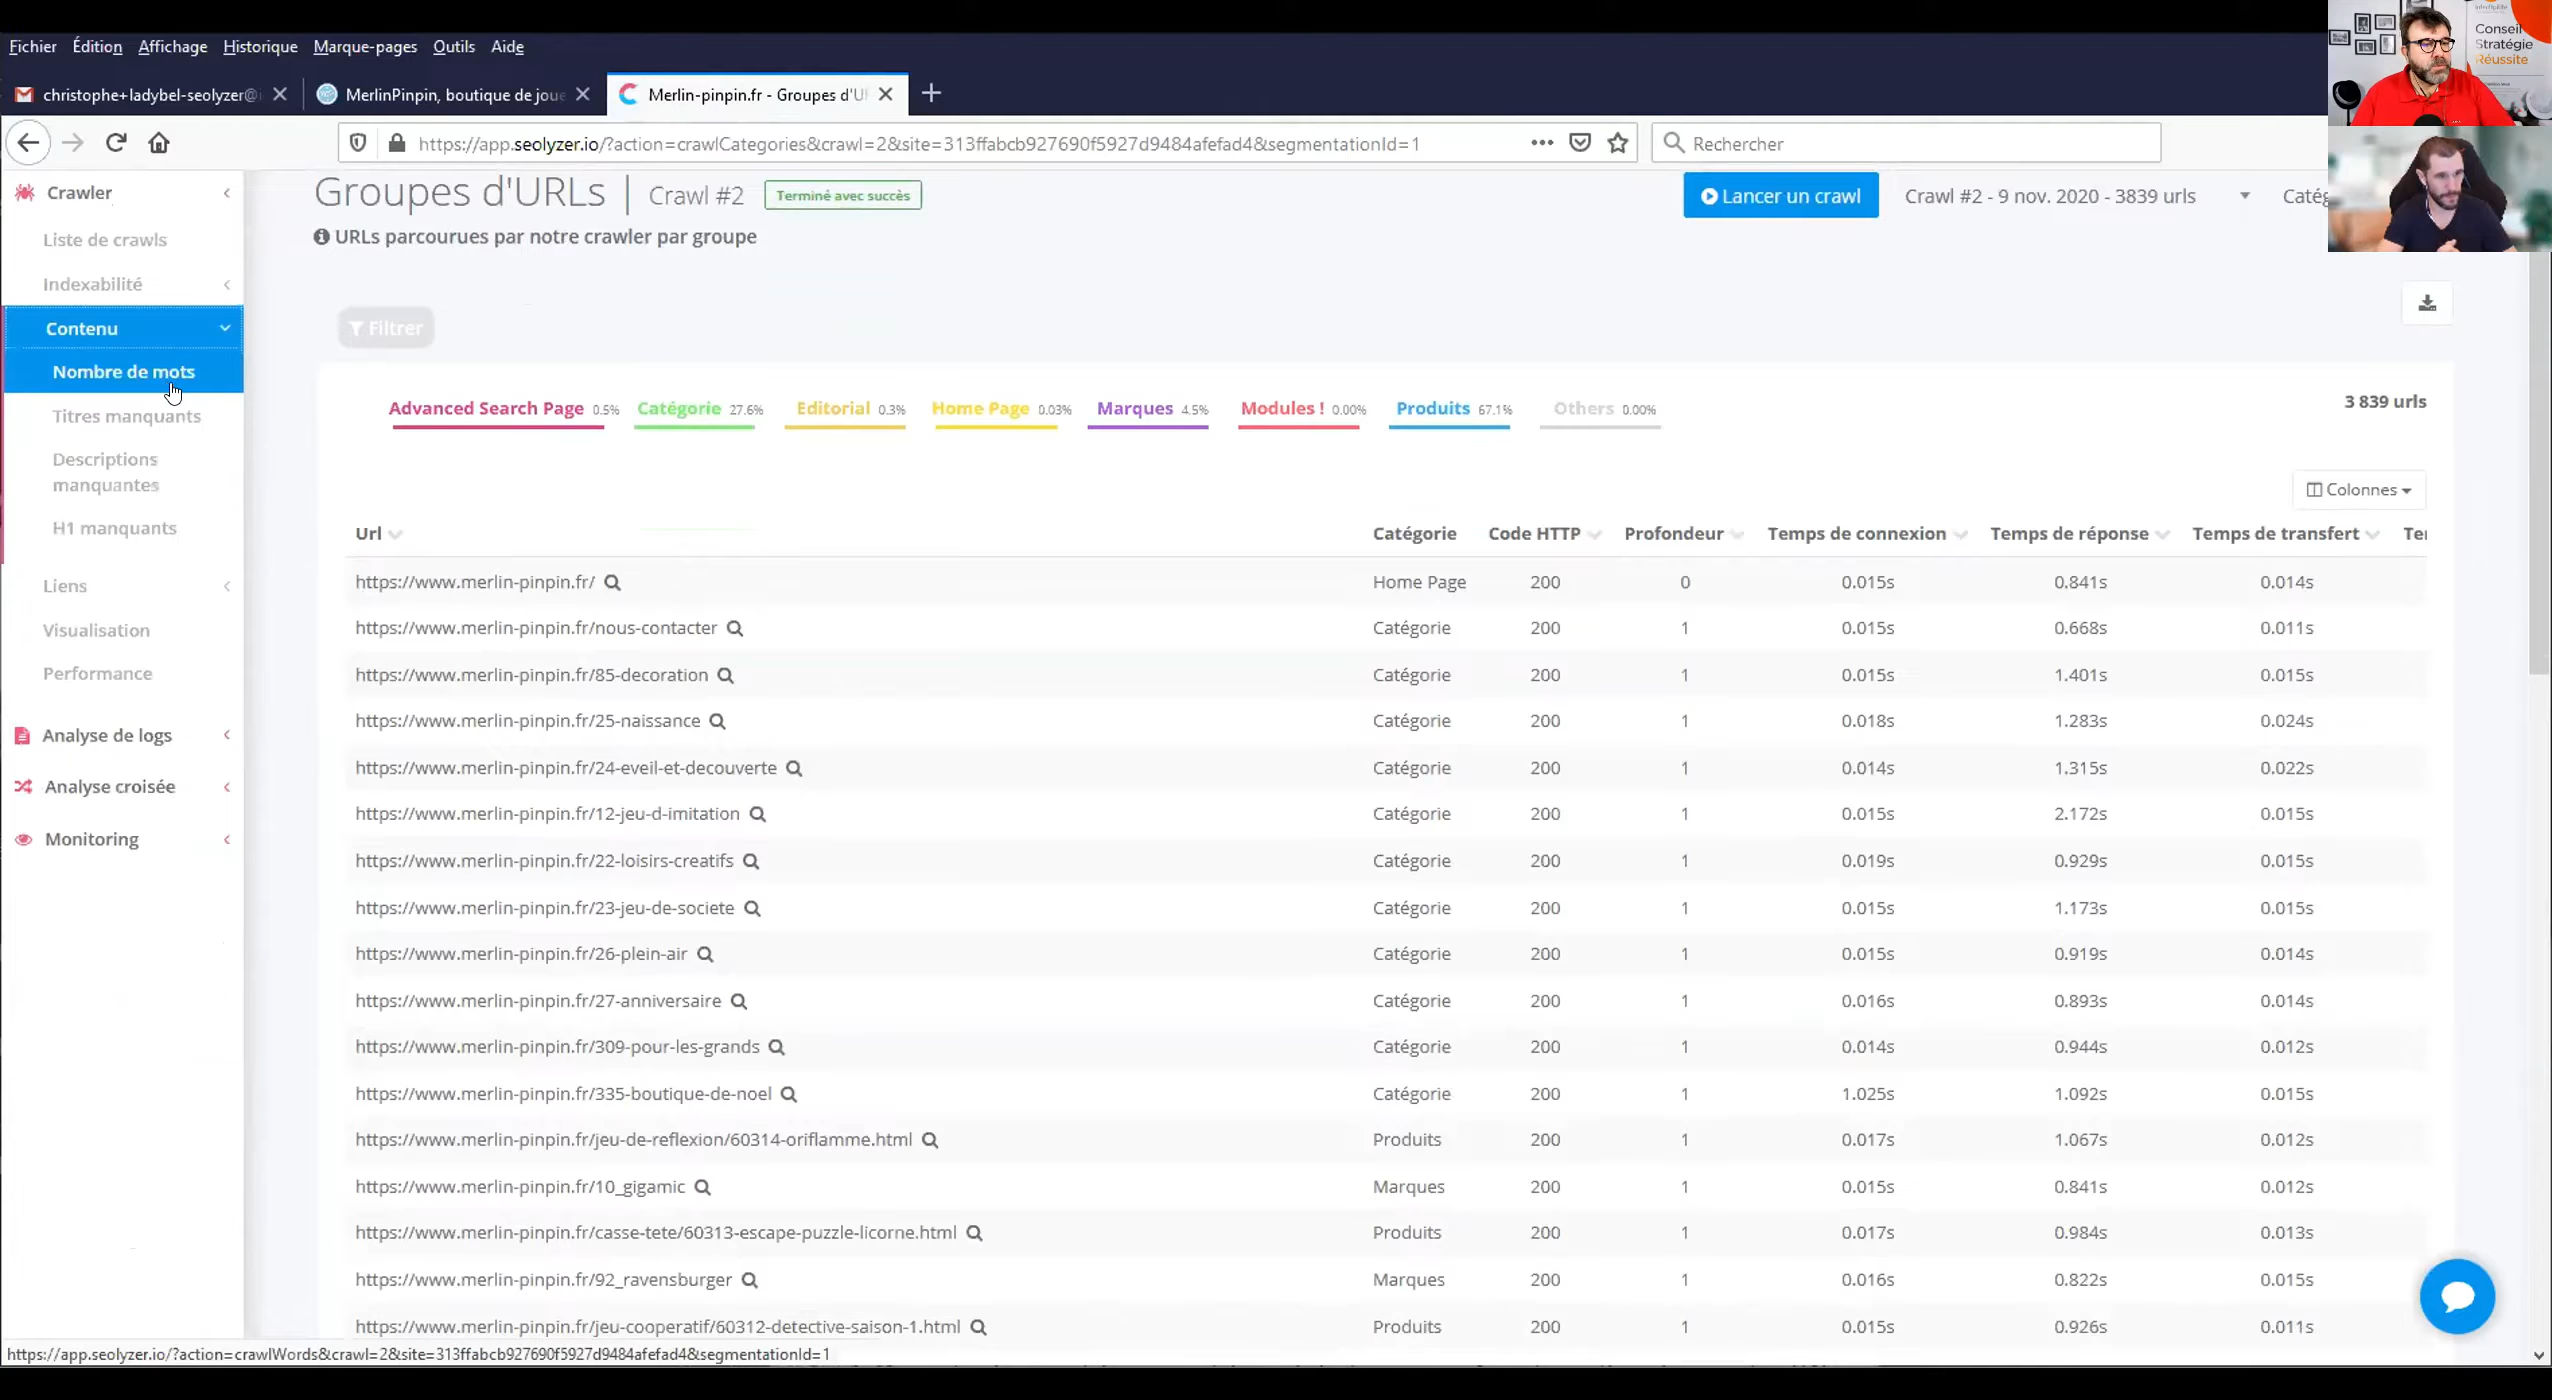 Fichier Édition Affichage Historique Marque-pages Outils Aide
christophe+ladybel-seolyzer@
MerlinPinpin, boutique de joue
Merlin-pinpin.fr - Groupes d'U
https://app.seolyzer.io/?action=crawlCategories&crawl=2&site=313ffabcb927690f5927d9484afefad4&segmentationId=1
Rechercher
Conseil
Stratégie
Réussite
Crawler
Liste de crawls
Indexabilité
Contenu
Nombre de mots
Titres manquants
Descriptions
manquantes
H1 manquants
Liens
Visualisation
Performance
Analyse de logs
Analyse croisée
Monitoring
Groupes d'URLs | Crawl #2 Terminé avec succès
Lancer un crawl Crawl #2 - 9 nov. 2020 - 3839 urls Catég
URLs parcourues par notre crawler par groupe
Filtrer
Advanced Search Page 0.5% Catégorie 27.6% Editorial 0.3% Home Page 0.03% Marques 4.5% Modules ! 0.00% Produits 67.1% Others 0.00%
3 839 urls
Colonnes
Url Catégorie Code HTTP Profondeur Temps de connexion Temps de réponse Temps de transfert Ter
https://www.merlin-pinpin.fr/ Home Page 200 0 0.015s 0.841s 0.014s
https://www.merlin-pinpin.fr/nous-contacter Catégorie 200 1 0.015s 0.668s 0.011s
https://www.merlin-pinpin.fr/85-decoration Catégorie 200 1 0.015s 1.401s 0.015s
https://www.merlin-pinpin.fr/25-naissance Catégorie 200 1 0.018s 1.283s 0.024s
https://www.merlin-pinpin.fr/24-eveil-et-decouverte Catégorie 200 1 0.014s 1.315s 0.022s
https://www.merlin-pinpin.fr/12-jeu-d-imitation Catégorie 200 1 0.015s 2.172s 0.015s
https://www.merlin-pinpin.fr/22-loisirs-creatifs Catégorie 200 1 0.019s 0.929s 0.015s
https://www.merlin-pinpin.fr/23-jeu-de-societe Catégorie 200 1 0.015s 1.173s 0.015s
https://www.merlin-pinpin.fr/26-plein-air Catégorie 200 1 0.015s 0.919s 0.014s
https://www.merlin-pinpin.fr/27-anniversaire Catégorie 200 1 0.016s 0.893s 0.014s
https://www.merlin-pinpin.fr/309-pour-les-grands Catégorie 200 1 0.014s 0.944s 0.012s
https://www.merlin-pinpin.fr/335-boutique-de-noel Catégorie 200 1 1.025s 1.092s 0.015s
https://www.merlin-pinpin.fr/jeu-de-reflexion/60314-oriflamme.html Produits 200 1 0.017s 1.067s 0.012s
https://www.merlin-pinpin.fr/10_gigamic Marques 200 1 0.015s 0.841s 0.012s
https://www.merlin-pinpin.fr/casse-tete/60313-escape-puzzle-licorne.html Produits 200 1 0.017s 0.984s 0.013s
https://www.merlin-pinpin.fr/92_ravensburger Marques 200 1 0.016s 0.822s 0.015s
https://www.merlin-pinpin.fr/jeu-cooperatif/60312-detective-saison-1.html Produits 200 1 0.015s 0.926s 0.011s
https://app.seolyzer.io/?action=crawlWords&crawl=2&site=313ffabcb927690f5927d9484afefad4&segmentationId=1